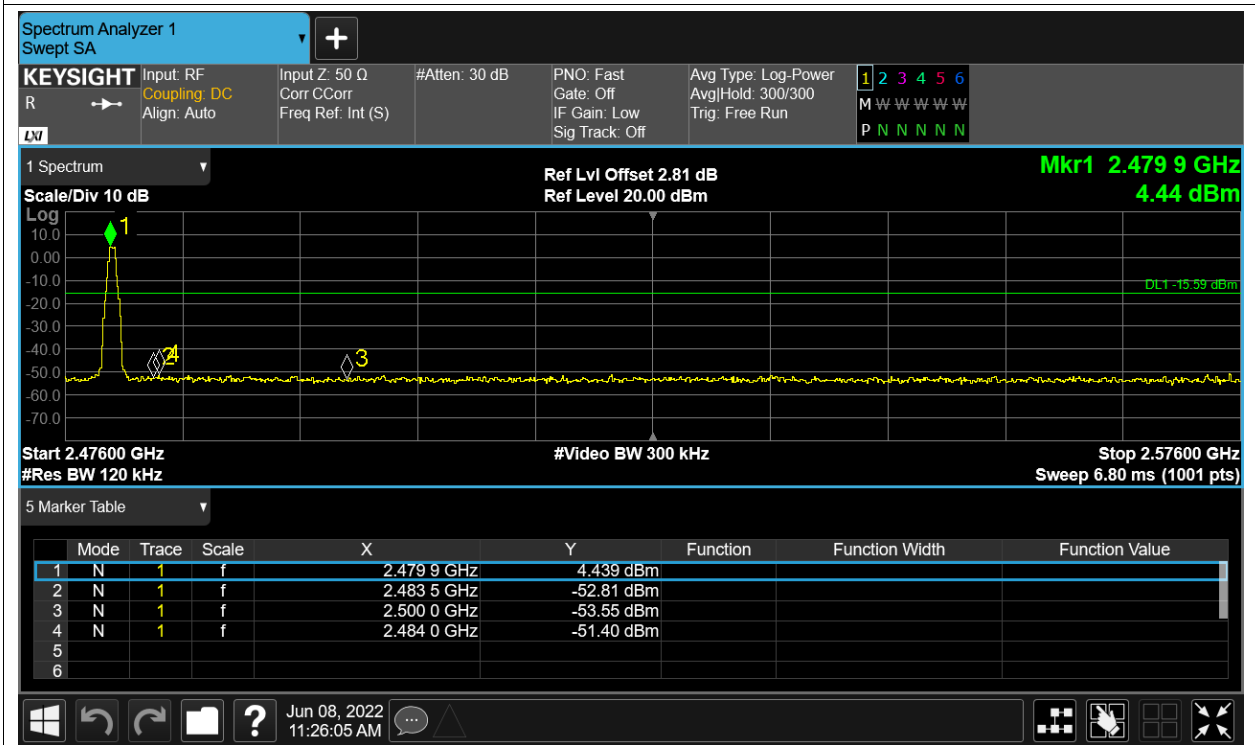 Spectrum Analyzer 1
Swept SA
KEYSIGHT Input: RF Input Z: 50 Ω #Atten: 30 dB PNO: Fast Avg Type: Log-Power 1 2 3 4 5 6
R Coupling: DC Corr CCorr Gate: Off Avg|Hold: 300/300 M W W W W W
Align: Auto Freq Ref: Int (S) IF Gain: Low Trig: Free Run
LXI Sig Track: Off P N N N N N
1 Spectrum Ref Lvl Offset 2.81 dB Mkr1 2.479 9 GHz
Scale/Div 10 dB Ref Level 20.00 dBm 4.44 dBm
Log
1
10.0
0.00
-10.0
DL1 -15.59 dBm
-20.0
-30.0
-40.0
2 4 3
-50.0
-60.0
-70.0
Start 2.47600 GHz #Video BW 300 kHz Stop 2.57600 GHz
#Res BW 120 kHz Sweep 6.80 ms (1001 pts)
5 Marker Table
Mode Trace Scale X Y Function Function Width Function Value
1 N 1 f 2.479 9 GHz 4.439 dBm
2 N 1 f 2.483 5 GHz -52.81 dBm
3 N 1 f 2.500 0 GHz -53.55 dBm
4 N 1 f 2.484 0 GHz -51.40 dBm
5
6
? Jun 08, 2022
11:26:05 AM